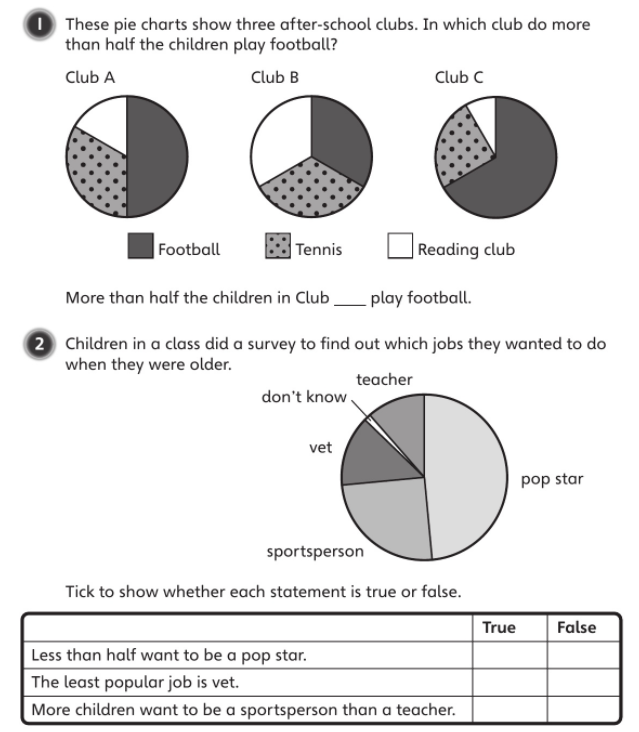 1 These pie charts show three after-school clubs. In which club do more
than half the children play football?
Club A Club B Club C
Football Tennis Reading club
More than half the children in Club ____ play football.
2 Children in a class did a survey to find out which jobs they wanted to do
when they were older.
teacher
don't know
vet
pop star
sportsperson
Tick to show whether each statement is true or false.
True False
Less than half want to be a pop star.
The least popular job is vet.
More children want to be a sportsperson than a teacher.